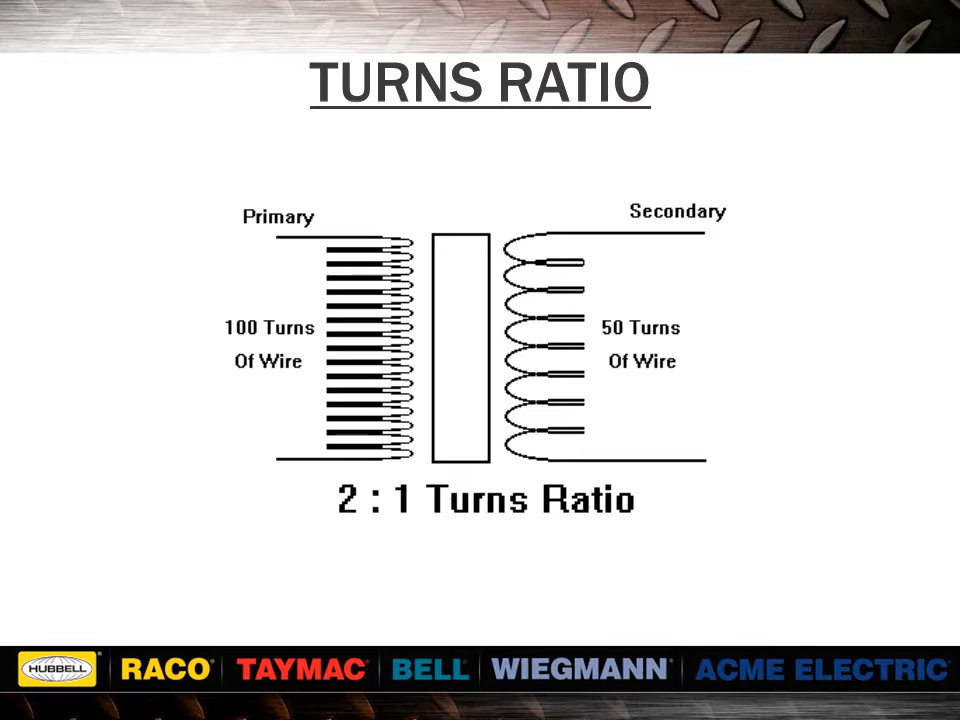 TURNS RATIO
Primary
Secondary
100 Turns
Of Wire
50 Turns
Of Wire
2 : 1 Turns Ratio
HUBBELL® RACO® TAYMAC® BELL® WIEGMANN® ACME ELECTRIC®